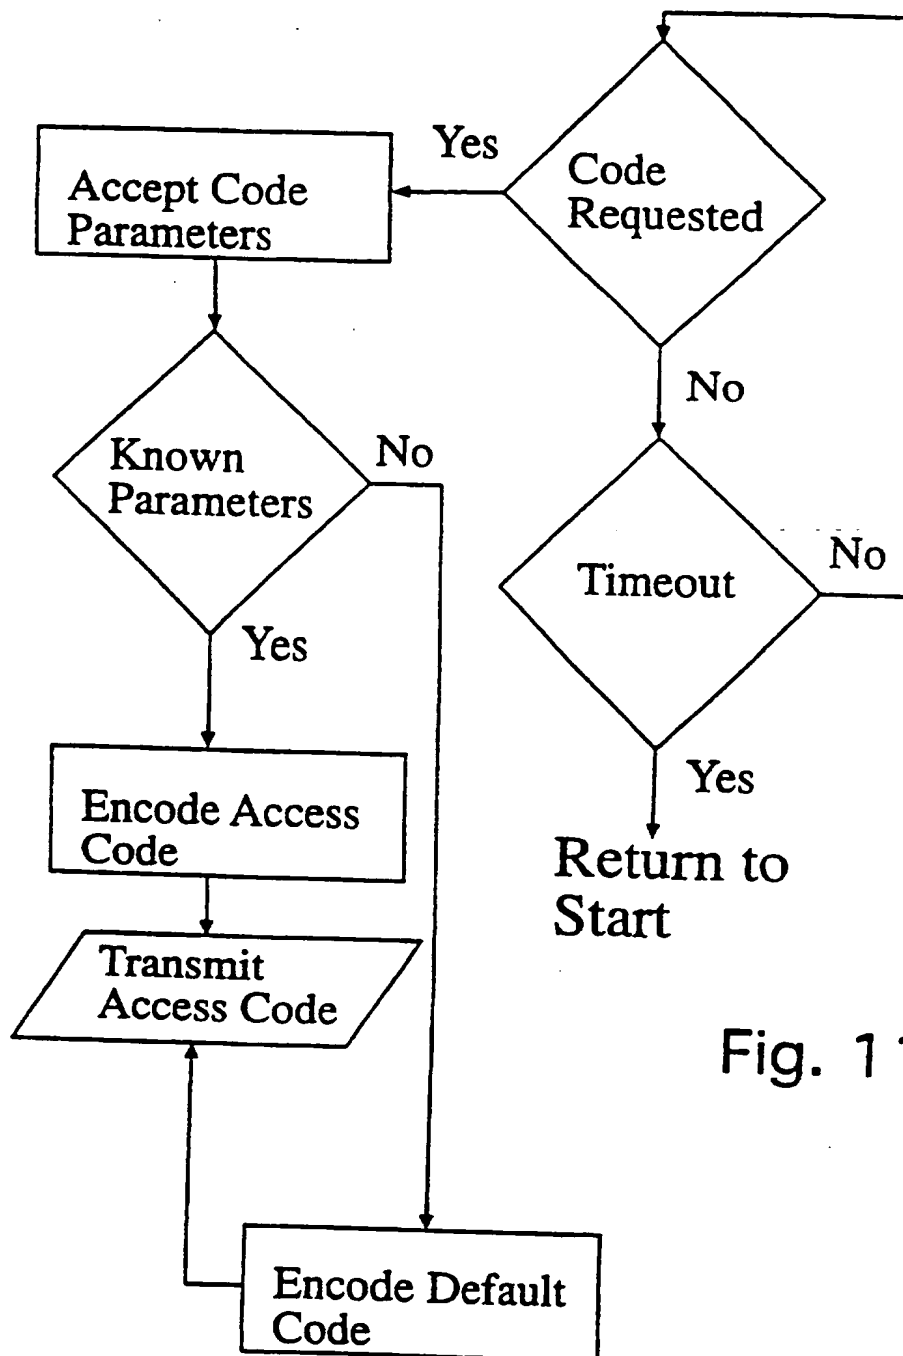 Yes
Code
Requested
Accept Code
Parameters
No
Known
Parameters
No
Timeout
No
Yes
Yes
Encode Access
Code
Return to
Start
Transmit
Access Code
Fig. 11
Encode Default
Code